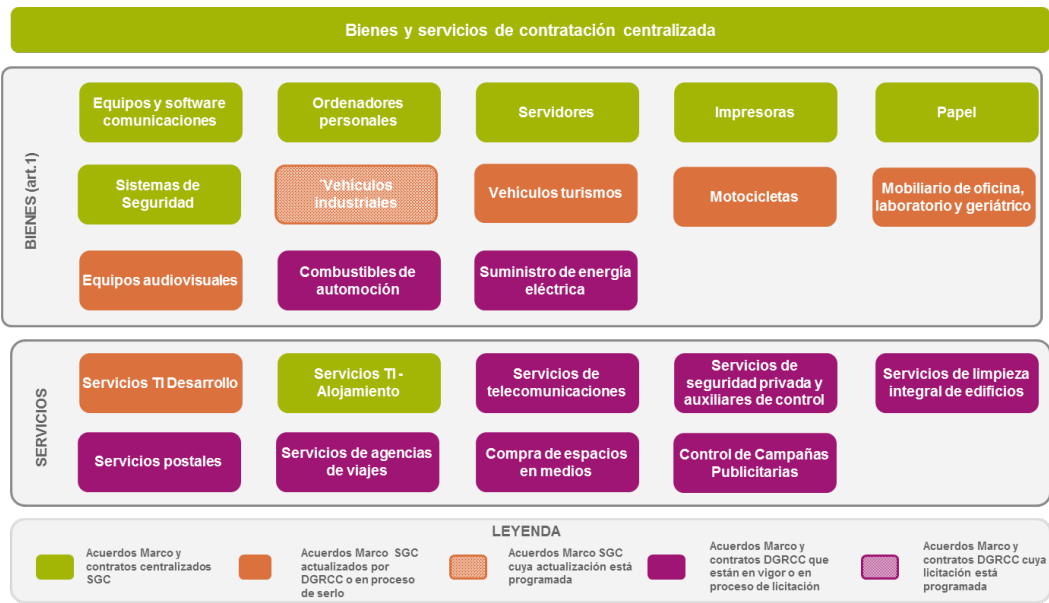 Bienes y servicios de contratación centralizada
BIENES (art.1)
Equipos y software
comunicaciones
Ordenadores
personales
Servidores
Impresoras
Papel
Sistemas de
Seguridad
Vehículos
industriales
Vehículos turismos
Motocicletas
Mobiliario de oficina,
laboratorio y geriátrico
Equipos audiovisuales
Combustibles de
automoción
Suministro de energía
eléctrica
SERVICIOS
Servicios TI Desarrollo
Servicios TI -
Alojamiento
Servicios de
telecomunicaciones
Servicios de
seguridad privada y
auxiliares de control
Servicios de limpieza
integral de edificios
Servicios postales
Servicios de agencias
de viajes
Compra de espacios
en medios
Control de Campañas
Publicitarias
LEYENDA
Acuerdos Marco y
contratos centralizados
SGC
Acuerdos Marco SGC
actualizados por
DGRCC o en proceso
de serlo
Acuerdos Marco SGC
cuya actualización está
programada
Acuerdos Marco y
contratos DGRCC que
están en vigor o en
proceso de licitación
Acuerdos Marco y
contratos DGRCC cuya
licitación está
programada